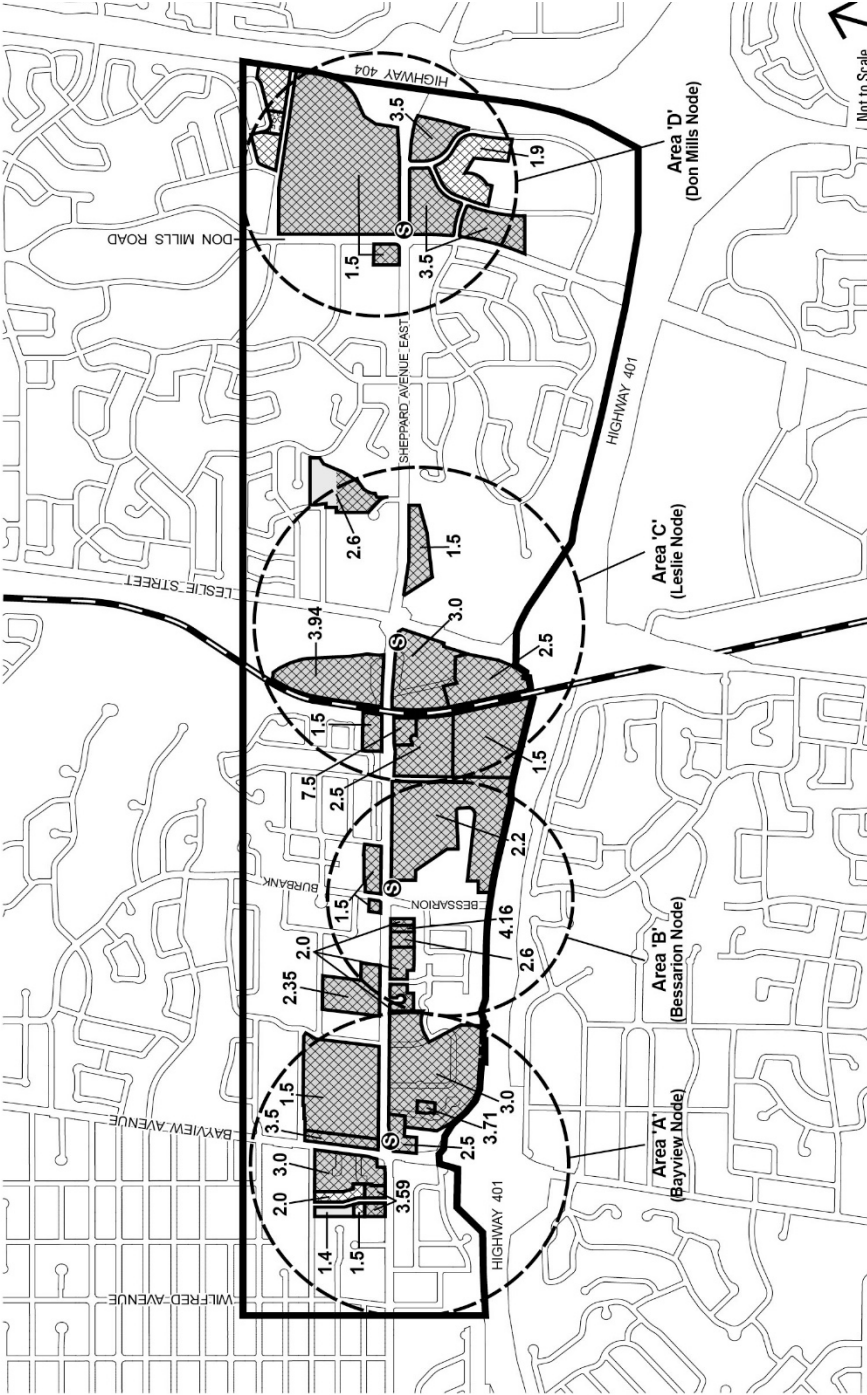 HIGHWAY 404
Not to Scale
3.5
1.9
Area 'D'
(Don Mills Node)
DON MILLS ROAD
1.5
S
3.5
SHEPPARD AVENUE EAST
HIGHWAY 401
2.6
1.5
LESLIE STREET
Area 'C'
(Leslie Node)
3.94
S
3.0
2.5
1.5
7.5
2.5
1.5
2.2
BURBANK
1.5
S
BESSARION
4.16
2.0
2.6
2.35
Area 'B'
(Bessarion Node)
BAYVIEW AVENUE
1.5
3.5
3.0
3.71
S
2.5
3.0
2.0
3.59
1.4
1.5
Area 'A'
(Bayview Node)
HIGHWAY 401
WILFRED AVENUE